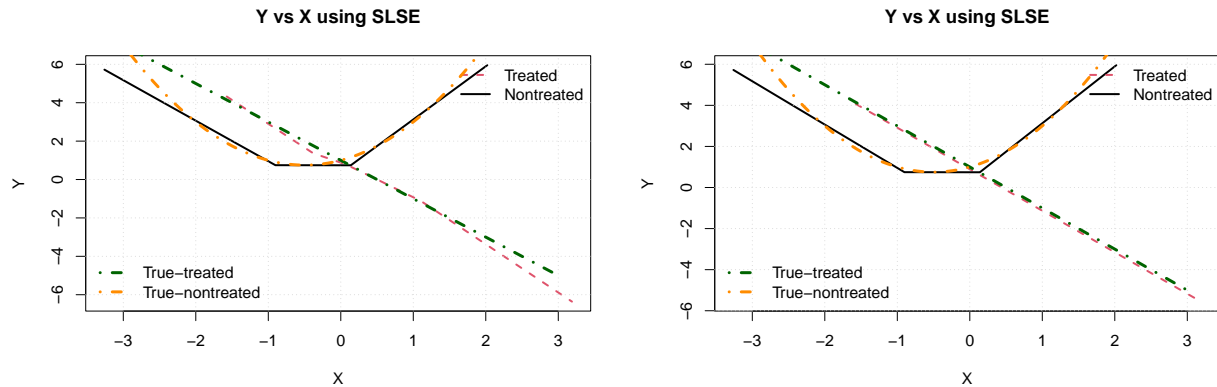 Y vs X using SLSE
Y
6
4
2
0
−2
−4
−6
Treated
Nontreated
True−treated
True−nontreated
−3 −2 −1 0 1 2 3
X
Y vs X using SLSE
Y
6
4
2
0
−2
−4
−6
Treated
Nontreated
True−treated
True−nontreated
−3 −2 −1 0 1 2 3
X